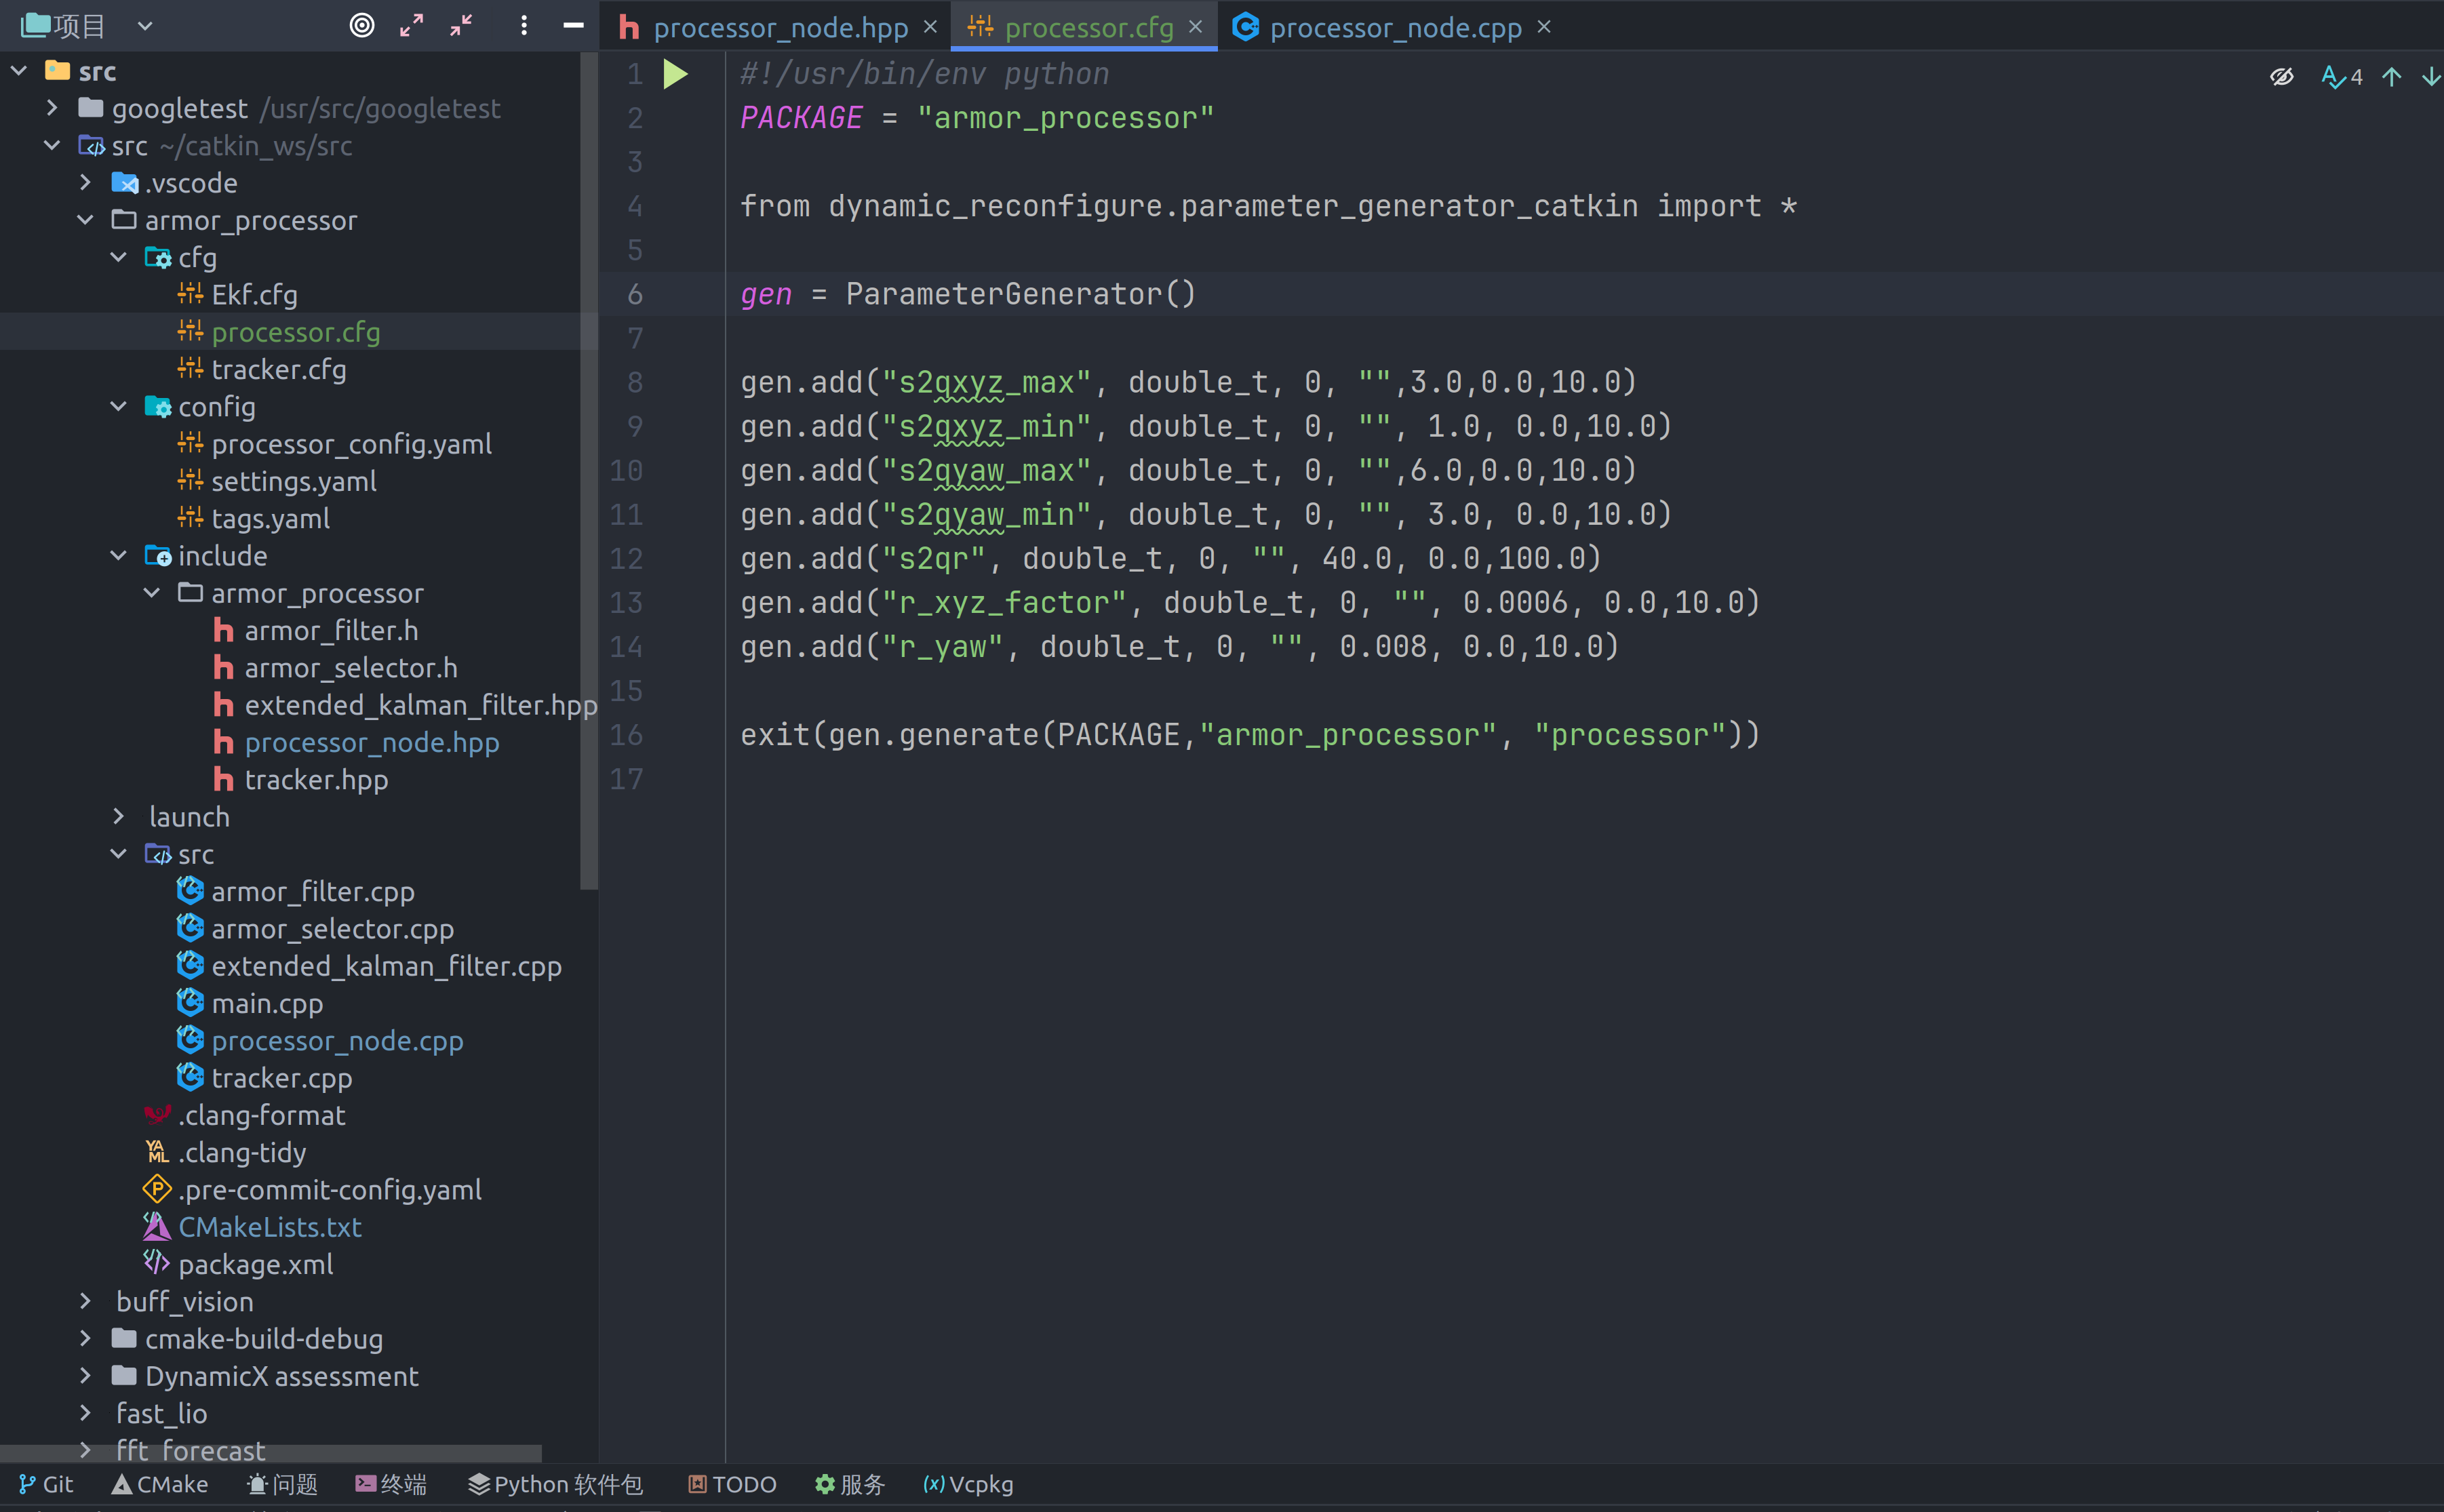 项目
processor_node.hpp
processor.cfg
processor_node.cpp
src
googletest /usr/src/googletest
src ~/catkin_ws/src
.vscode
armor_processor
cfg
Ekf.cfg
processor.cfg
tracker.cfg
config
processor_config.yaml
settings.yaml
tags.yaml
include
armor_processor
armor_filter.h
armor_selector.h
extended_kalman_filter.hpp
processor_node.hpp
tracker.hpp
launch
src
armor_filter.cpp
armor_selector.cpp
extended_kalman_filter.cpp
main.cpp
processor_node.cpp
tracker.cpp
.clang-format
.clang-tidy
.pre-commit-config.yaml
CMakeLists.txt
package.xml
buff_vision
cmake-build-debug
DynamicX assessment
fast_lio
fft_forecast
1 #!/usr/bin/env python
2 PACKAGE = "armor_processor"
3
4 from dynamic_reconfigure.parameter_generator_catkin import *
5
6 gen = ParameterGenerator()
7
8 gen.add("s2qxyz_max", double_t, 0, "",3.0,0.0,10.0)
9 gen.add("s2qxyz_min", double_t, 0, "", 1.0, 0.0,10.0)
10 gen.add("s2qyaw_max", double_t, 0, "",6.0,0.0,10.0)
11 gen.add("s2qyaw_min", double_t, 0, "", 3.0, 0.0,10.0)
12 gen.add("s2qr", double_t, 0, "", 40.0, 0.0,100.0)
13 gen.add("r_xyz_factor", double_t, 0, "", 0.0006, 0.0,10.0)
14 gen.add("r_yaw", double_t, 0, "", 0.008, 0.0,10.0)
15
16 exit(gen.generate(PACKAGE,"armor_processor", "processor"))
17
4
Git CMake 问题 终端 Python 软件包 TODO 服务 Vcpkg